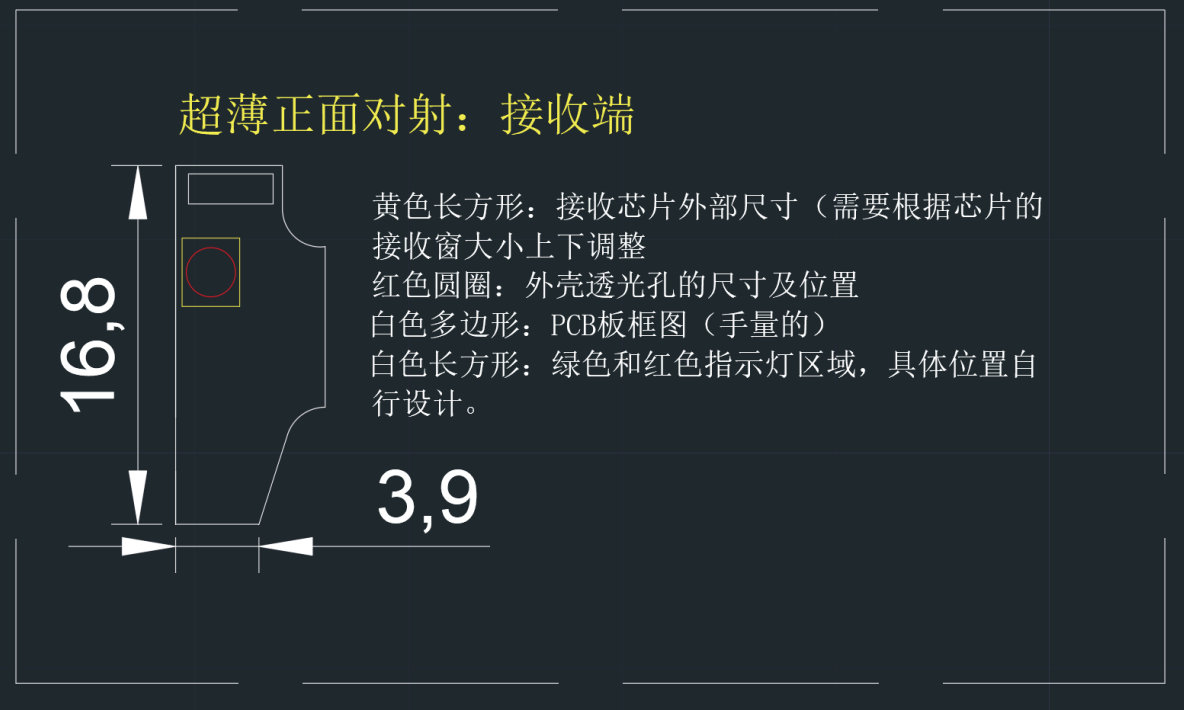 超薄正面对射：接收端
黄色长方形：接收芯片外部尺寸（需要根据芯片的
接收窗大小上下调整
红色圆圈：外壳透光孔的尺寸及位置
白色多边形：PCB板框图（手量的）
白色长方形：绿色和红色指示灯区域，具体位置自
行设计。
16,8
3,9